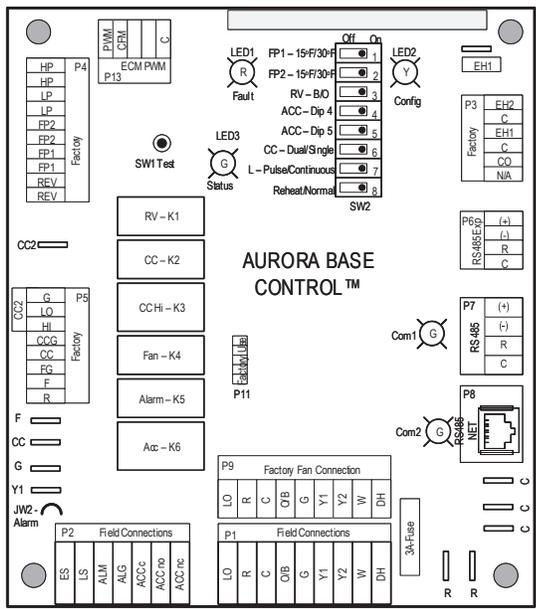 PWM
CFM
C
ECM PWM
P13
Off On
FP1 – 15ºF/30ºF 1
FP2 – 15ºF/30ºF 2
RV – B/O 3
ACC – Dip 4 4
ACC – Dip 5 5
CC – Dual/Single 6
L – Pulse/Continuous 7
Reheat/Normal 8
SW2
LED1
R
Fault
LED2
Y
Config
LED3
G
Status
SW1 Test
EH1
P4
HP
HP
LP
LP
FP2
FP2
FP1
FP1
REV
REV
Factory
P3
Factory
EH2
C
EH1
C
CO
N/A
P6
RS485 Exp
(+)
(-)
R
C
RV – K1
CC – K2
CC Hi – K3
Fan – K4
Alarm – K5
Acc – K6
AURORA BASE
CONTROL™
CC2
CC2
P5
Factory
G
LO
HI
CCG
CC
FG
F
R
Factory Use
P11
P7
RS 485
(+)
(-)
R
C
Com1
G
P8
RS485
NET
Com2
G
F
CC
G
Y1
JW2 -
Alarm
P9
Factory Fan Connection
LO
R
C
O/B
G
Y1
Y2
W
DH
3A-Fuse
C
C
C
P2
Field Connections
ES
LS
ALM
ALG
ACC c
ACC no
ACC nc
P1
Field Connections
LO
R
C
O/B
G
Y1
Y2
W
DH
R
R